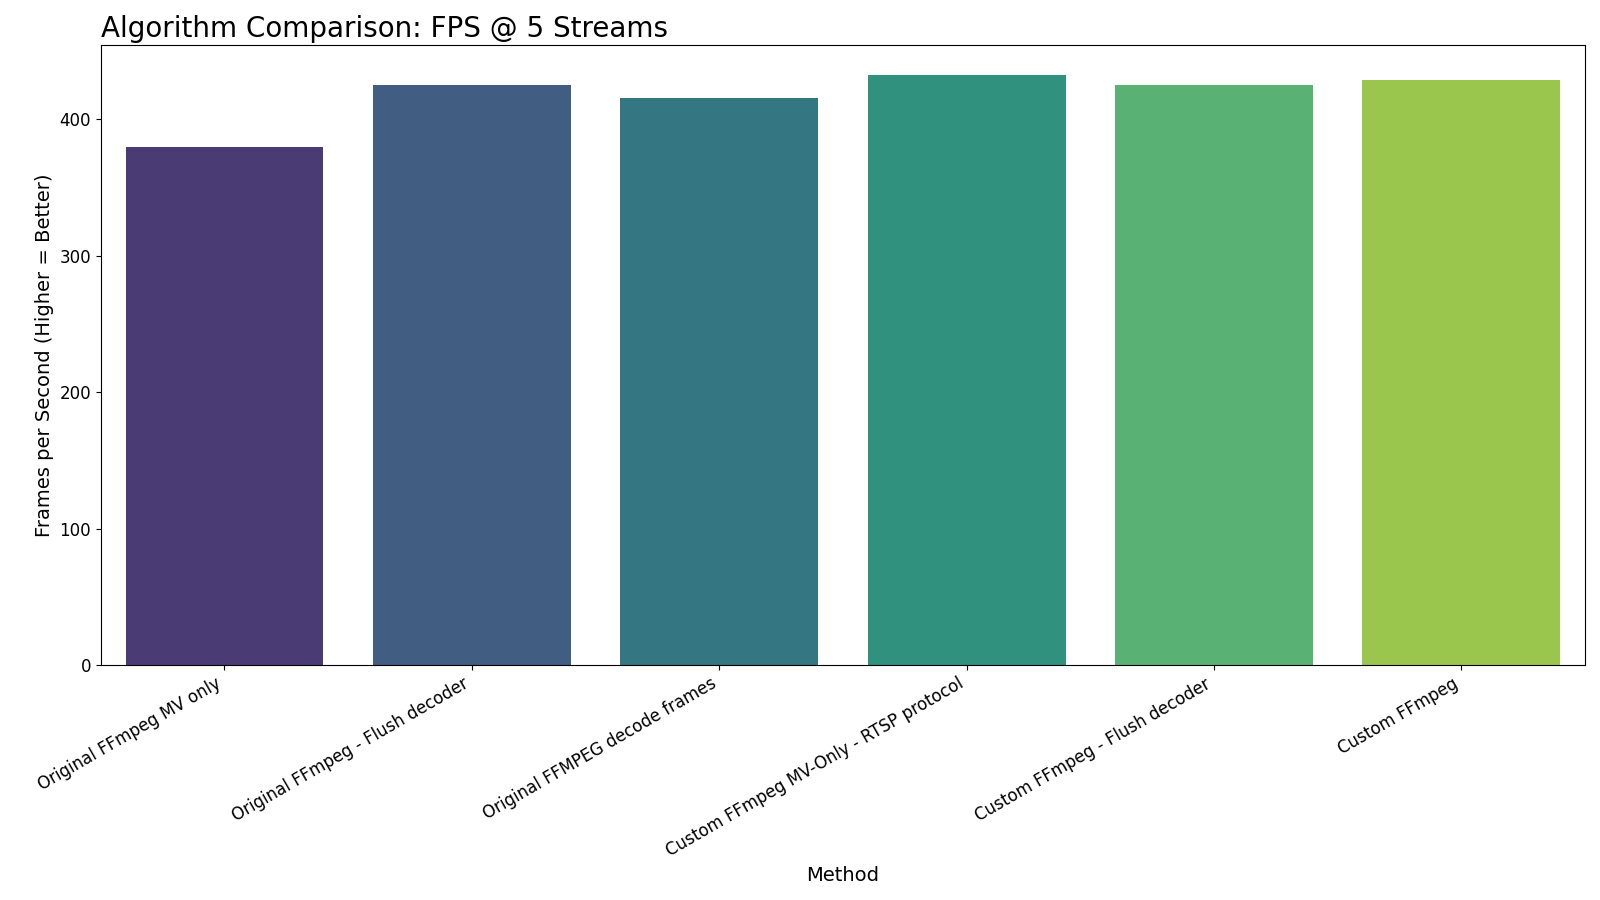 Algorithm Comparison: FPS @ 5 Streams
Frames per Second (Higher = Better)
400
300
200
100
0
Original FFmpeg MV only
Original FFmpeg - Flush decoder
Original FFMPEG decode frames
Custom FFmpeg MV-Only - RTSP protocol
Custom FFmpeg - Flush decoder
Custom FFmpeg
Method